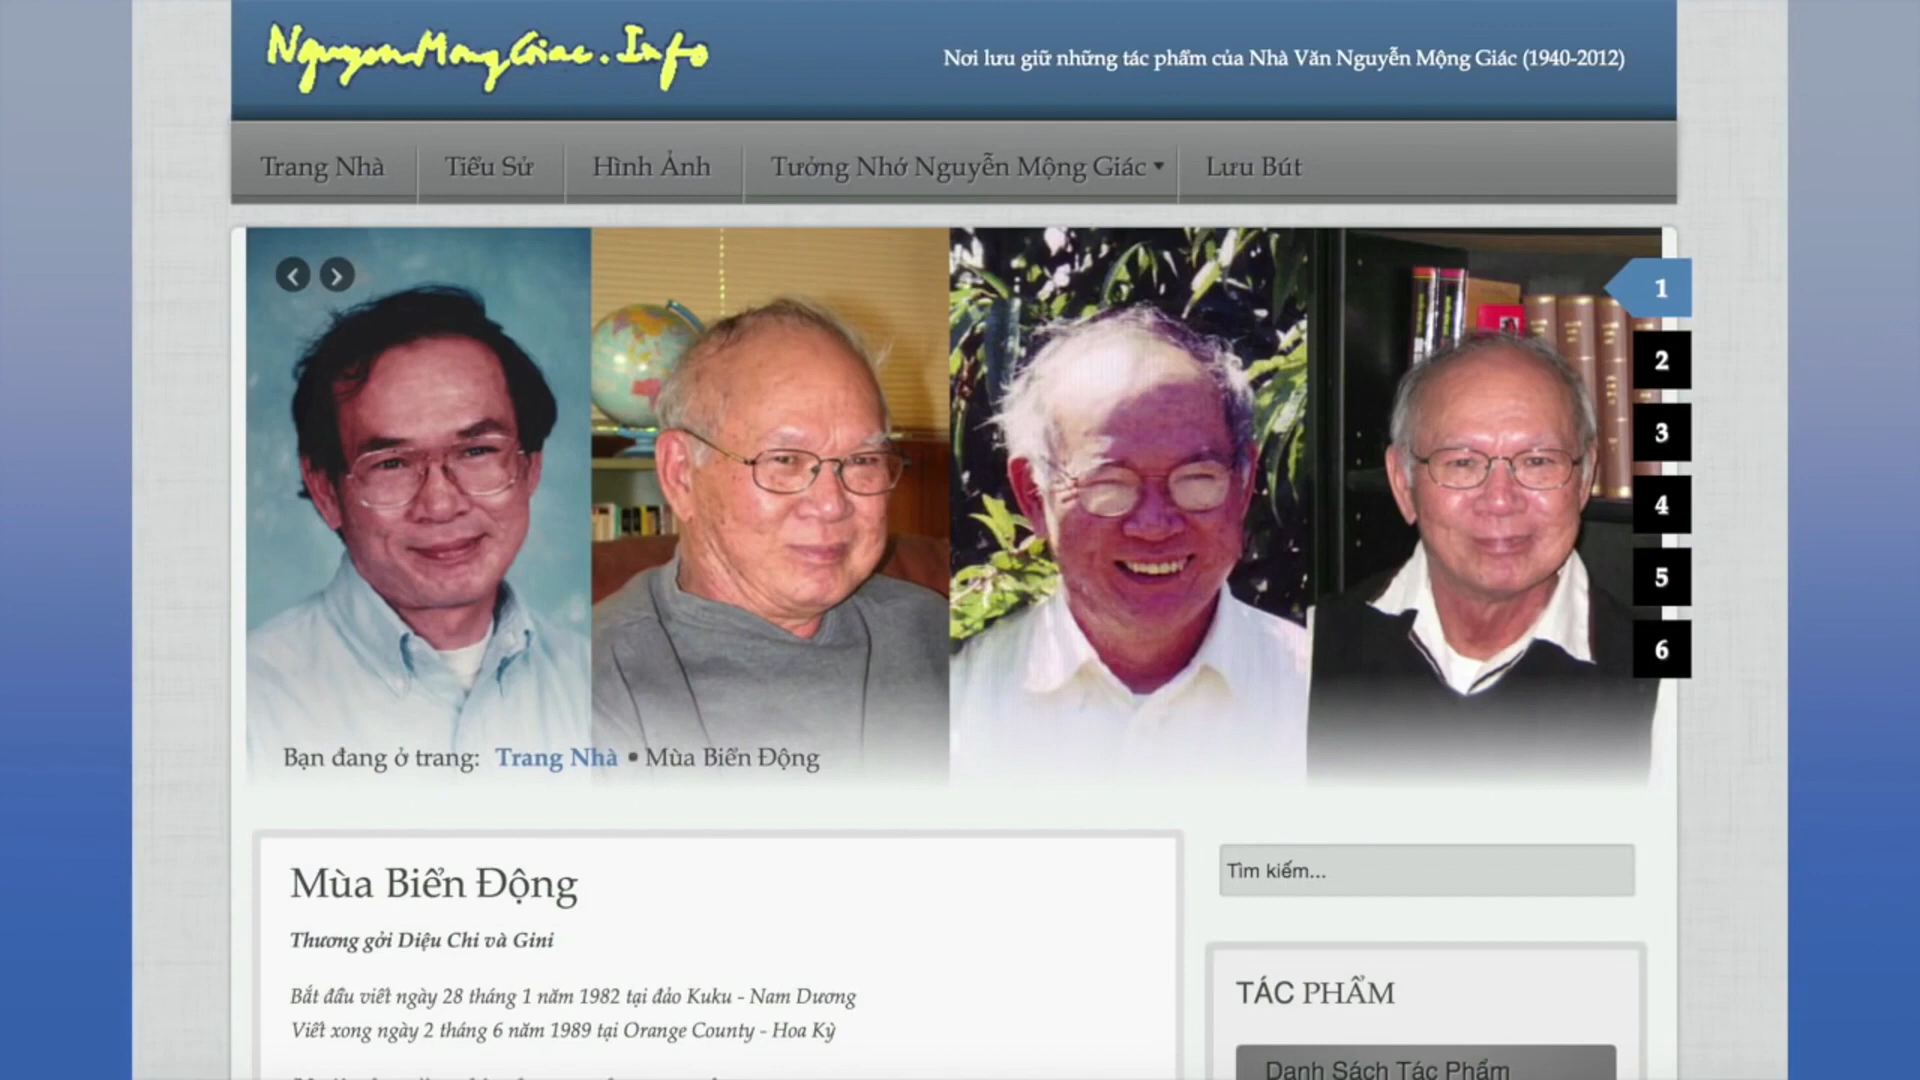 NguyenMongGiac.Info
Nơi lưu giữ những tác phẩm của Nhà Văn Nguyễn Mộng Giác (1940-2012)
Trang Nhà
Tiểu Sử
Hình Ảnh
Tưởng Nhớ Nguyễn Mộng Giác
Lưu Bút
1
2
3
4
5
6
Bạn đang ở trang: Trang Nhà • Mùa Biển Động
Mùa Biển Động
Thương gởi Diệu Chi và Gini
Bắt đầu viết ngày 28 tháng 1 năm 1982 tại đảo Kuku - Nam Dương
Viết xong ngày 2 tháng 6 năm 1989 tại Orange County - Hoa Kỳ
Tìm kiếm...
TÁC PHẨM
Danh Sách Tác Phẩm